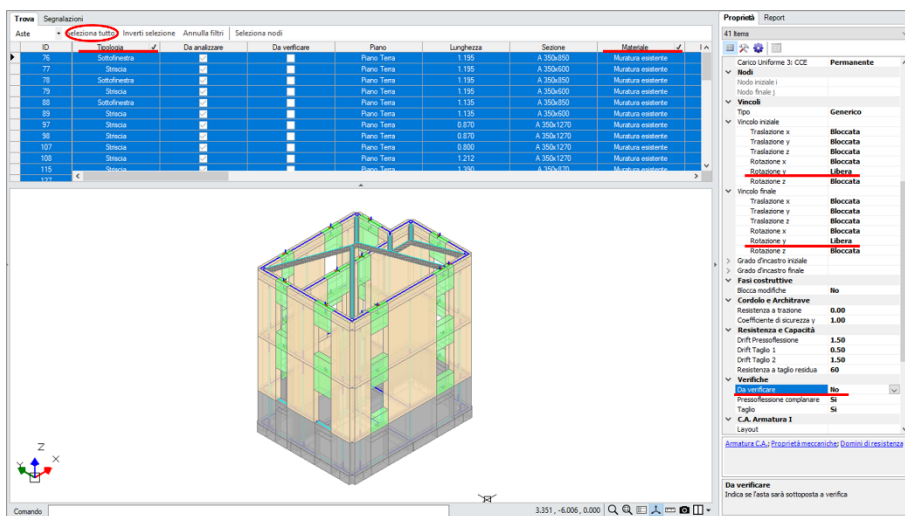 Trova Segnalazioni
Aste Seleziona tutto Inverti selezione Annulla filtri Seleziona nodi
ID Tipologia Da analizzare Da verificare Piano Lunghezza Sezione Materiale
76 Sottofinestra Piano Terra 1.195 A 350x850 Muratura esistente
77 Striscia Piano Terra 1.195 A 350x600 Muratura esistente
78 Sottofinestra Piano Terra 1.195 A 350x850 Muratura esistente
79 Striscia Piano Terra 1.195 A 350x600 Muratura esistente
88 Sottofinestra Piano Terra 1.135 A 350x850 Muratura esistente
89 Striscia Piano Terra 1.135 A 350x600 Muratura esistente
97 Striscia Piano Terra 0.870 A 350x1270 Muratura esistente
98 Striscia Piano Terra 0.870 A 350x1270 Muratura esistente
107 Striscia Piano Terra 0.800 A 350x1270 Muratura esistente
108 Striscia Piano Terra 1.212 A 350x1270 Muratura esistente
115 Striscia Piano Terra 1.390 A 350x870 Muratura esistente
127
Z
X
Y
Comando
3.351 , -6.006 , 0.000
Proprietà Report
41 Items
Carico Uniforme 3: CCE Permanente
Nodi
Nodo iniziale i
Nodo finale j
Vincoli
Tipo Generico
Vincolo iniziale
Traslazione x Bloccata
Traslazione y Bloccata
Traslazione z Bloccata
Rotazione x Bloccata
Rotazione y Libera
Rotazione z Bloccata
Vincolo finale
Traslazione x Bloccata
Traslazione y Bloccata
Traslazione z Bloccata
Rotazione x Bloccata
Rotazione y Libera
Rotazione z Bloccata
Grado d'incastro iniziale
Grado d'incastro finale
Fasi costruttive
Blocca modifiche No
Cordolo e Architrave
Resistenza a trazione 0.00
Coefficiente di sicurezza y 1.00
Resistenza e Capacità
Drift Pressoflessione 1.50
Drift Taglio 1 0.50
Drift Taglio 2 1.50
Resistenza a taglio residua 60
Verifiche
Da verificare No
Pressoflessione complanare Si
Taglio Si
C.A. Armatura I
Layout
Armatura C.A.; Proprietà meccaniche; Domini di resistenza
Da verificare
Indica se l'asta sarà sottoposta a verifica